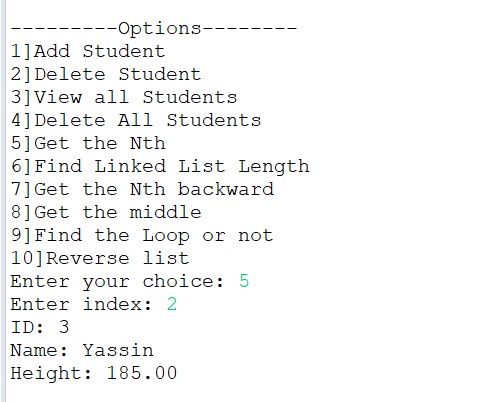 ---------Options--------
1]Add Student
2]Delete Student
3]View all Students
4]Delete All Students
5]Get the Nth
6]Find Linked List Length
7]Get the Nth backward
8]Get the middle
9]Find the Loop or not
10]Reverse list
Enter your choice: 5
Enter index: 2
ID: 3
Name: Yassin
Height: 185.00